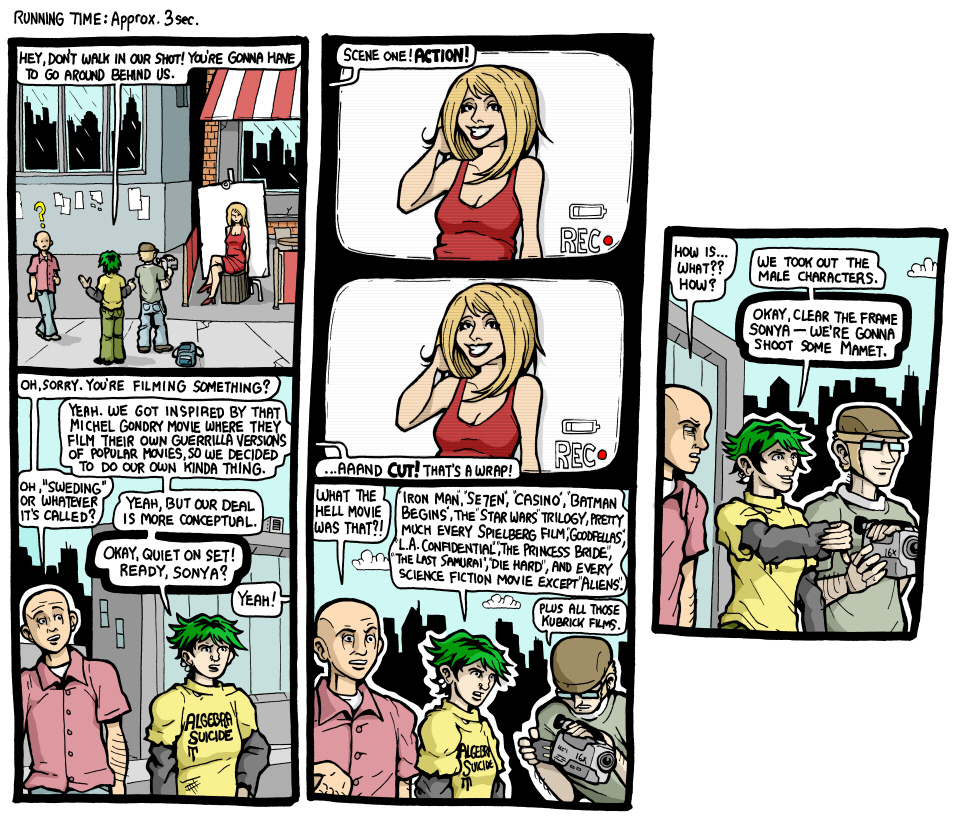 RUNNING TIME: Approx. 3 sec.
HEY, DON'T WALK IN OUR SHOT! YOU'RE GONNA HAVE
TO GO AROUND BEHIND US.
?
OH, SORRY. YOU'RE FILMING SOMETHING?
YEAH. WE GOT INSPIRED BY THAT
MICHEL GONDRY MOVIE WHERE THEY
FILM THEIR OWN GUERRILLA VERSIONS
OF POPULAR MOVIES, SO WE DECIDED
TO DO OUR OWN KINDA THING.
OH, "SWEDING"
OR WHATEVER
IT'S CALLED?
YEAH, BUT OUR DEAL
IS MORE CONCEPTUAL.
OKAY, QUIET ON SET!
READY, SONYA?
YEAH!
ALGEBRA
SUICIDE
SCENE ONE! ACTION!
REC
REC
...AAAND CUT! THAT'S A WRAP!
WHAT THE
HELL MOVIE
WAS THAT?!
"IRON MAN", "SE7EN", "CASINO", "BATMAN
BEGINS", THE "STAR WARS" TRILOGY, PRETTY
MUCH EVERY SPIELBERG FILM, "GOODFELLAS",
"L.A. CONFIDENTIAL", "THE PRINCESS BRIDE",
"THE LAST SAMURAI", "DIE HARD", AND EVERY
SCIENCE FICTION MOVIE EXCEPT "ALIENS".
PLUS ALL THOSE
KUBRICK FILMS.
ALGEBRA
SUICIDE
16X
HOW IS...
WHAT??
HOW?
WE TOOK OUT THE
MALE CHARACTERS.
OKAY, CLEAR THE FRAME
SONYA — WE'RE GONNA
SHOOT SOME MAMET.
16X